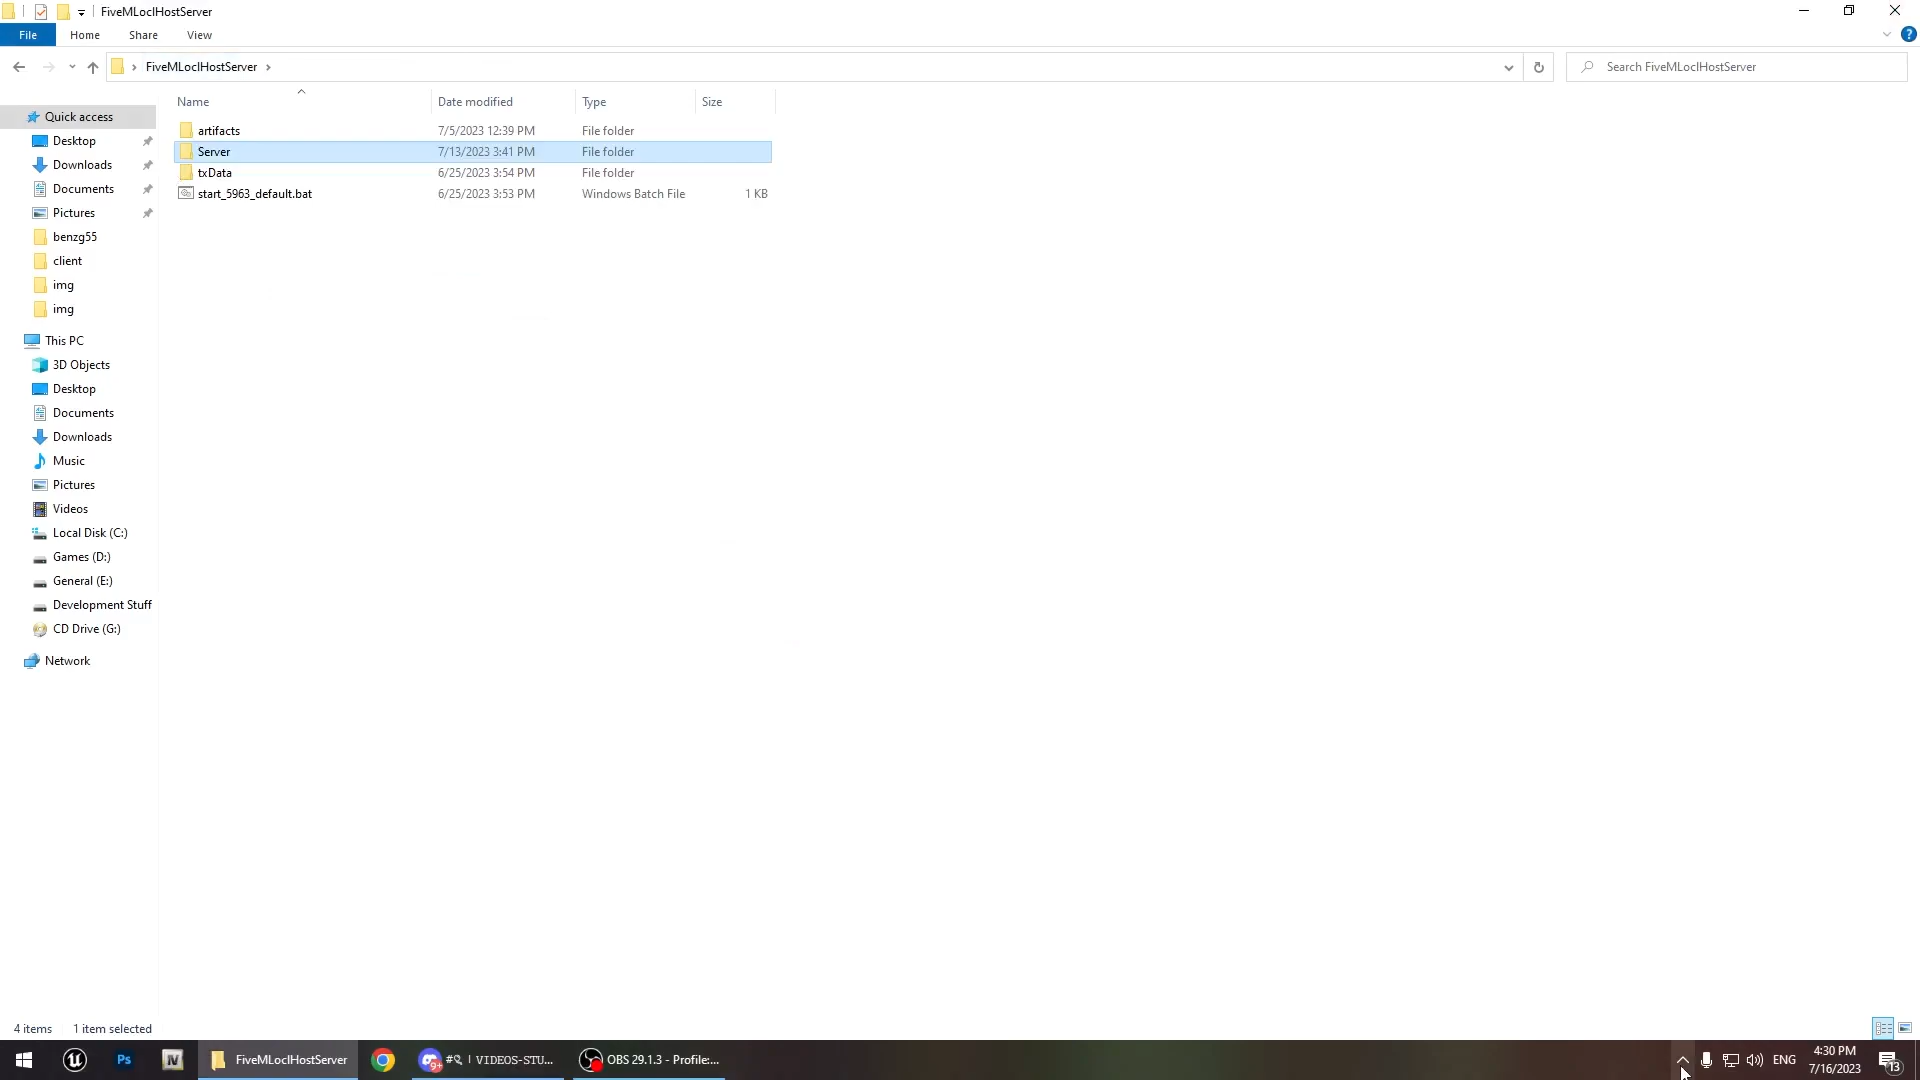 FiveMLoclHostServer
File Home Share View
FiveMLoclHostServer
Search FiveMLoclHostServer
Name Date modified Type Size
Quick access
Desktop
Downloads
Documents
Pictures
benzg55
client
img
img
This PC
3D Objects
Desktop
Documents
Downloads
Music
Pictures
Videos
Local Disk (C:)
Games (D:)
General (E:)
Development Stuff
CD Drive (G:)
Network
artifacts 7/5/2023 12:39 PM File folder
Server 7/13/2023 3:41 PM File folder
txData 6/25/2023 3:54 PM File folder
start_5963_default.bat 6/25/2023 3:53 PM Windows Batch File 1 KB
4 items 1 item selected
Ps
IV
FiveMLoclHostServer
9+
VIDEOS-STU...
OBS 29.1.3 - Profile:...
ENG
4:30 PM
7/16/2023
13